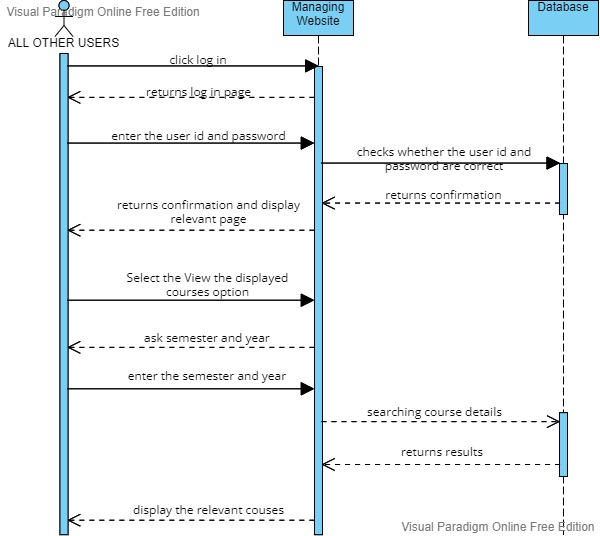 Visual Paradigm Online Free Edition
Managing
Website
Database
ALL OTHER USERS
click log in
returns log in page
enter the user id and password
checks whether the user id and
password are correct
returns confirmation
returns confirmation and display
relevant page
Select the View the displayed
courses option
ask semester and year
enter the semester and year
searching course details
returns results
display the relevant couses
Visual Paradigm Online Free Edition